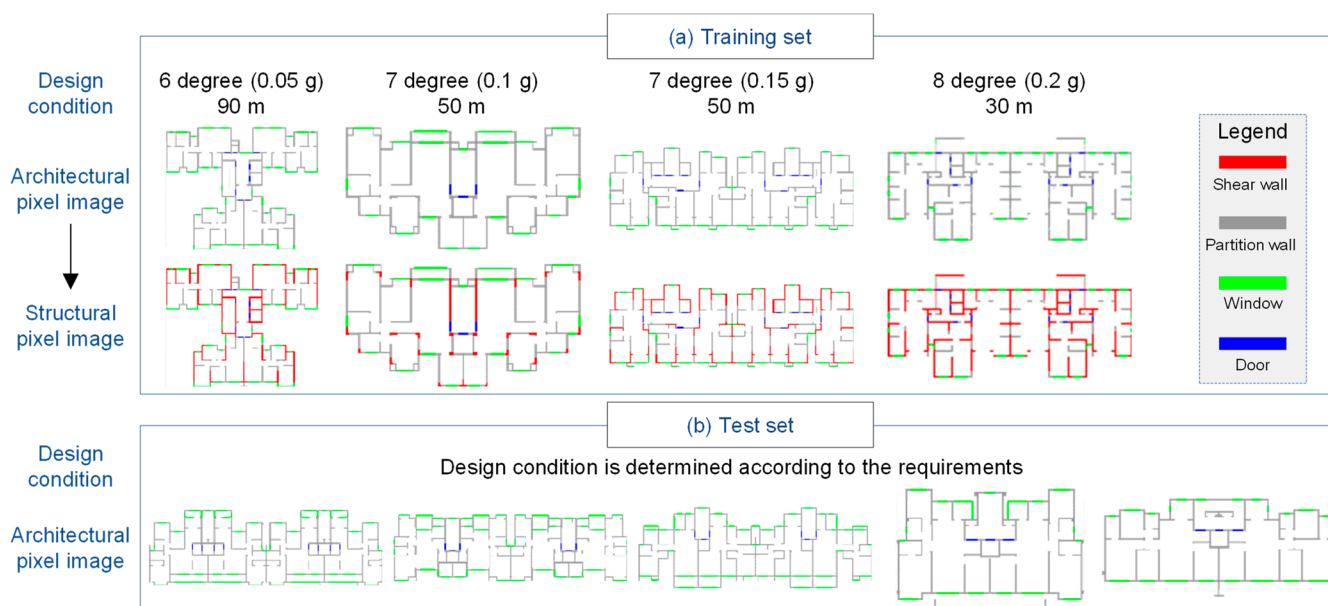 (a) Training set
Design
condition
6 degree (0.05 g)
90 m
7 degree (0.1 g)
50 m
7 degree (0.15 g)
50 m
8 degree (0.2 g)
30 m
Architectural
pixel image
Structural
pixel image
Legend
Shear wall
Partition wall
Window
Door
(b) Test set
Design
condition
Design condition is determined according to the requirements
Architectural
pixel image